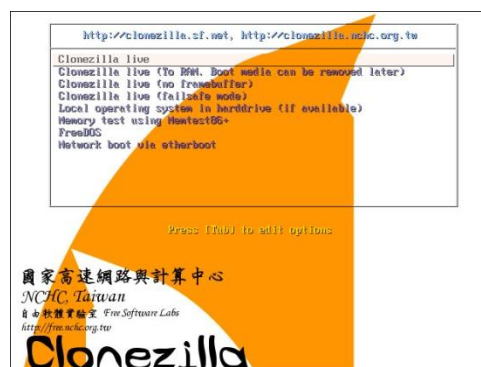 http://clonezilla.sf.net, http://clonezilla.nchc.org.tw
Clonezilla live
Clonezilla live (To RAM. Boot media can be removed later)
Clonezilla live (no framebuffer)
Clonezilla live (failsafe mode)
Local operating system in harddrive (if available)
Memory test using Memtest86+
FreeDOS
Network boot via etherboot
Press [Tab] to edit options
國家高速網路與計算中心
NCHC, Taiwan
自由軟體實驗室 Free Software Labs
http://free.nchc.org.tw
Clonezilla